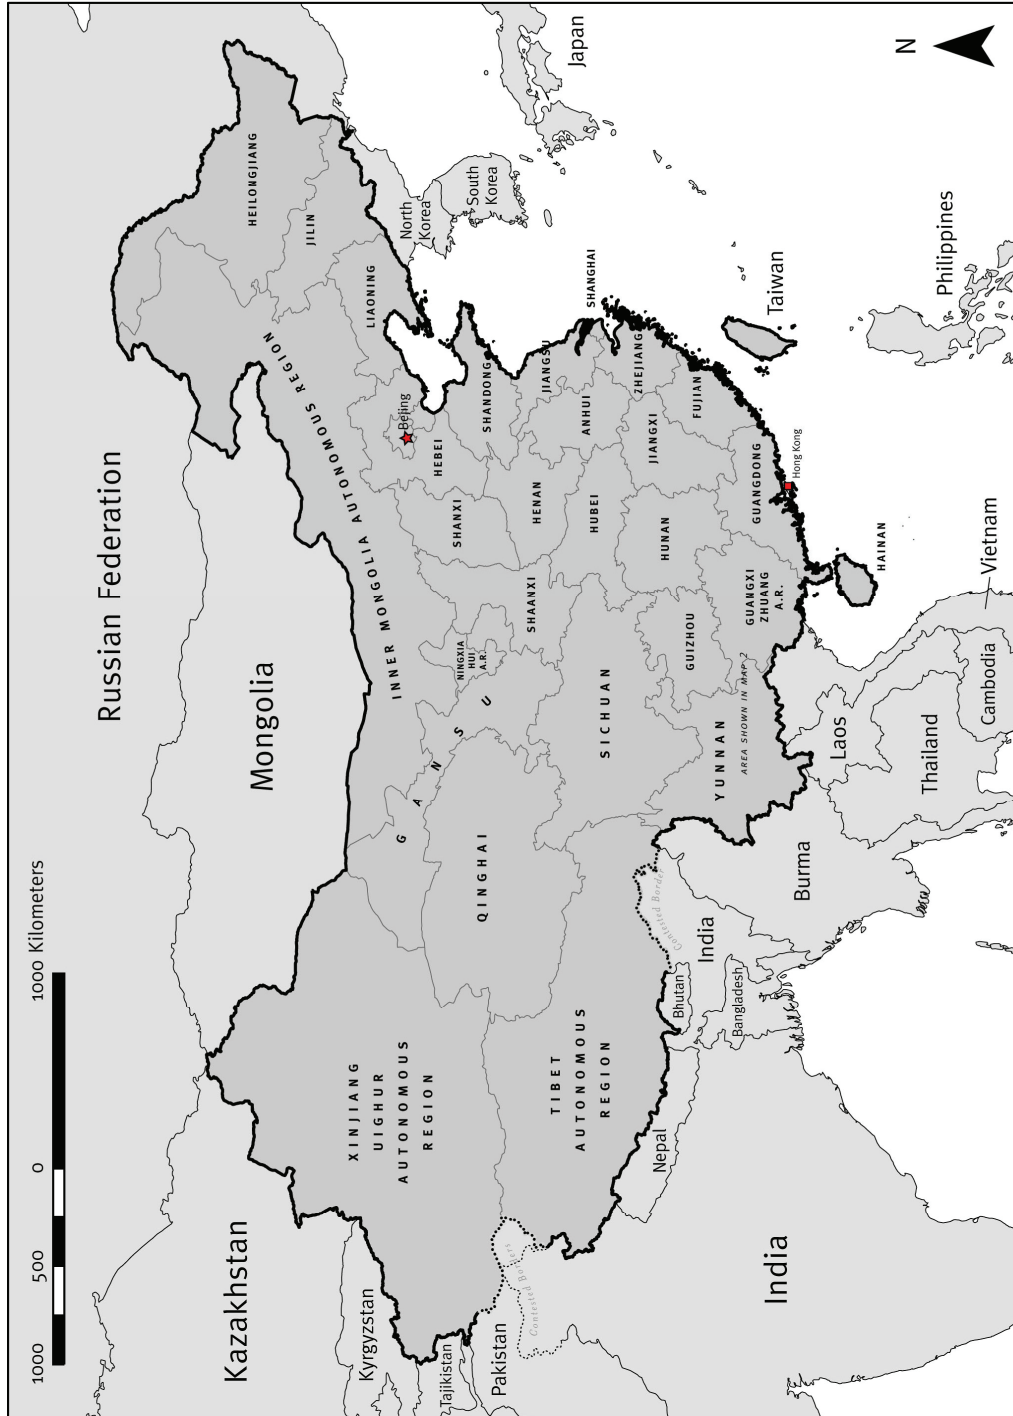 Russian Federation
Mongolia
Kazakhstan
Kyrgyzstan
Tajikistan
Pakistan
India
Nepal
Bhutan
Bangladesh
India
Burma
Thailand
Laos
Cambodia
Vietnam
Philippines
Taiwan
Japan
South
Korea
North
Korea
HEILONGJIANG
JILIN
LIAONING
INNER MONGOLIA AUTONOMOUS REGION
Beijing
HEBEI
SHANDONG
SHANXI
JIANGSU
SHANGHAI
ANHUI
HENAN
HUBEI
ZHEJIANG
JIANGXI
FUJIAN
HUNAN
GUANGDONG
Hong Kong
HAINAN
GUANGXI
ZHUANG
A.R.
GUIZHOU
YUNNAN
AREA SHOWN IN MAP 2
SICHUAN
SHAANXI
NINGXIA
HUI
A.R.
GANSU
QINGHAI
XINJIANG
UIGHUR
AUTONOMOUS
REGION
TIBET
AUTONOMOUS
REGION
Contested Border
Contested Borders
1000 500 0 1000 Kilometers
N